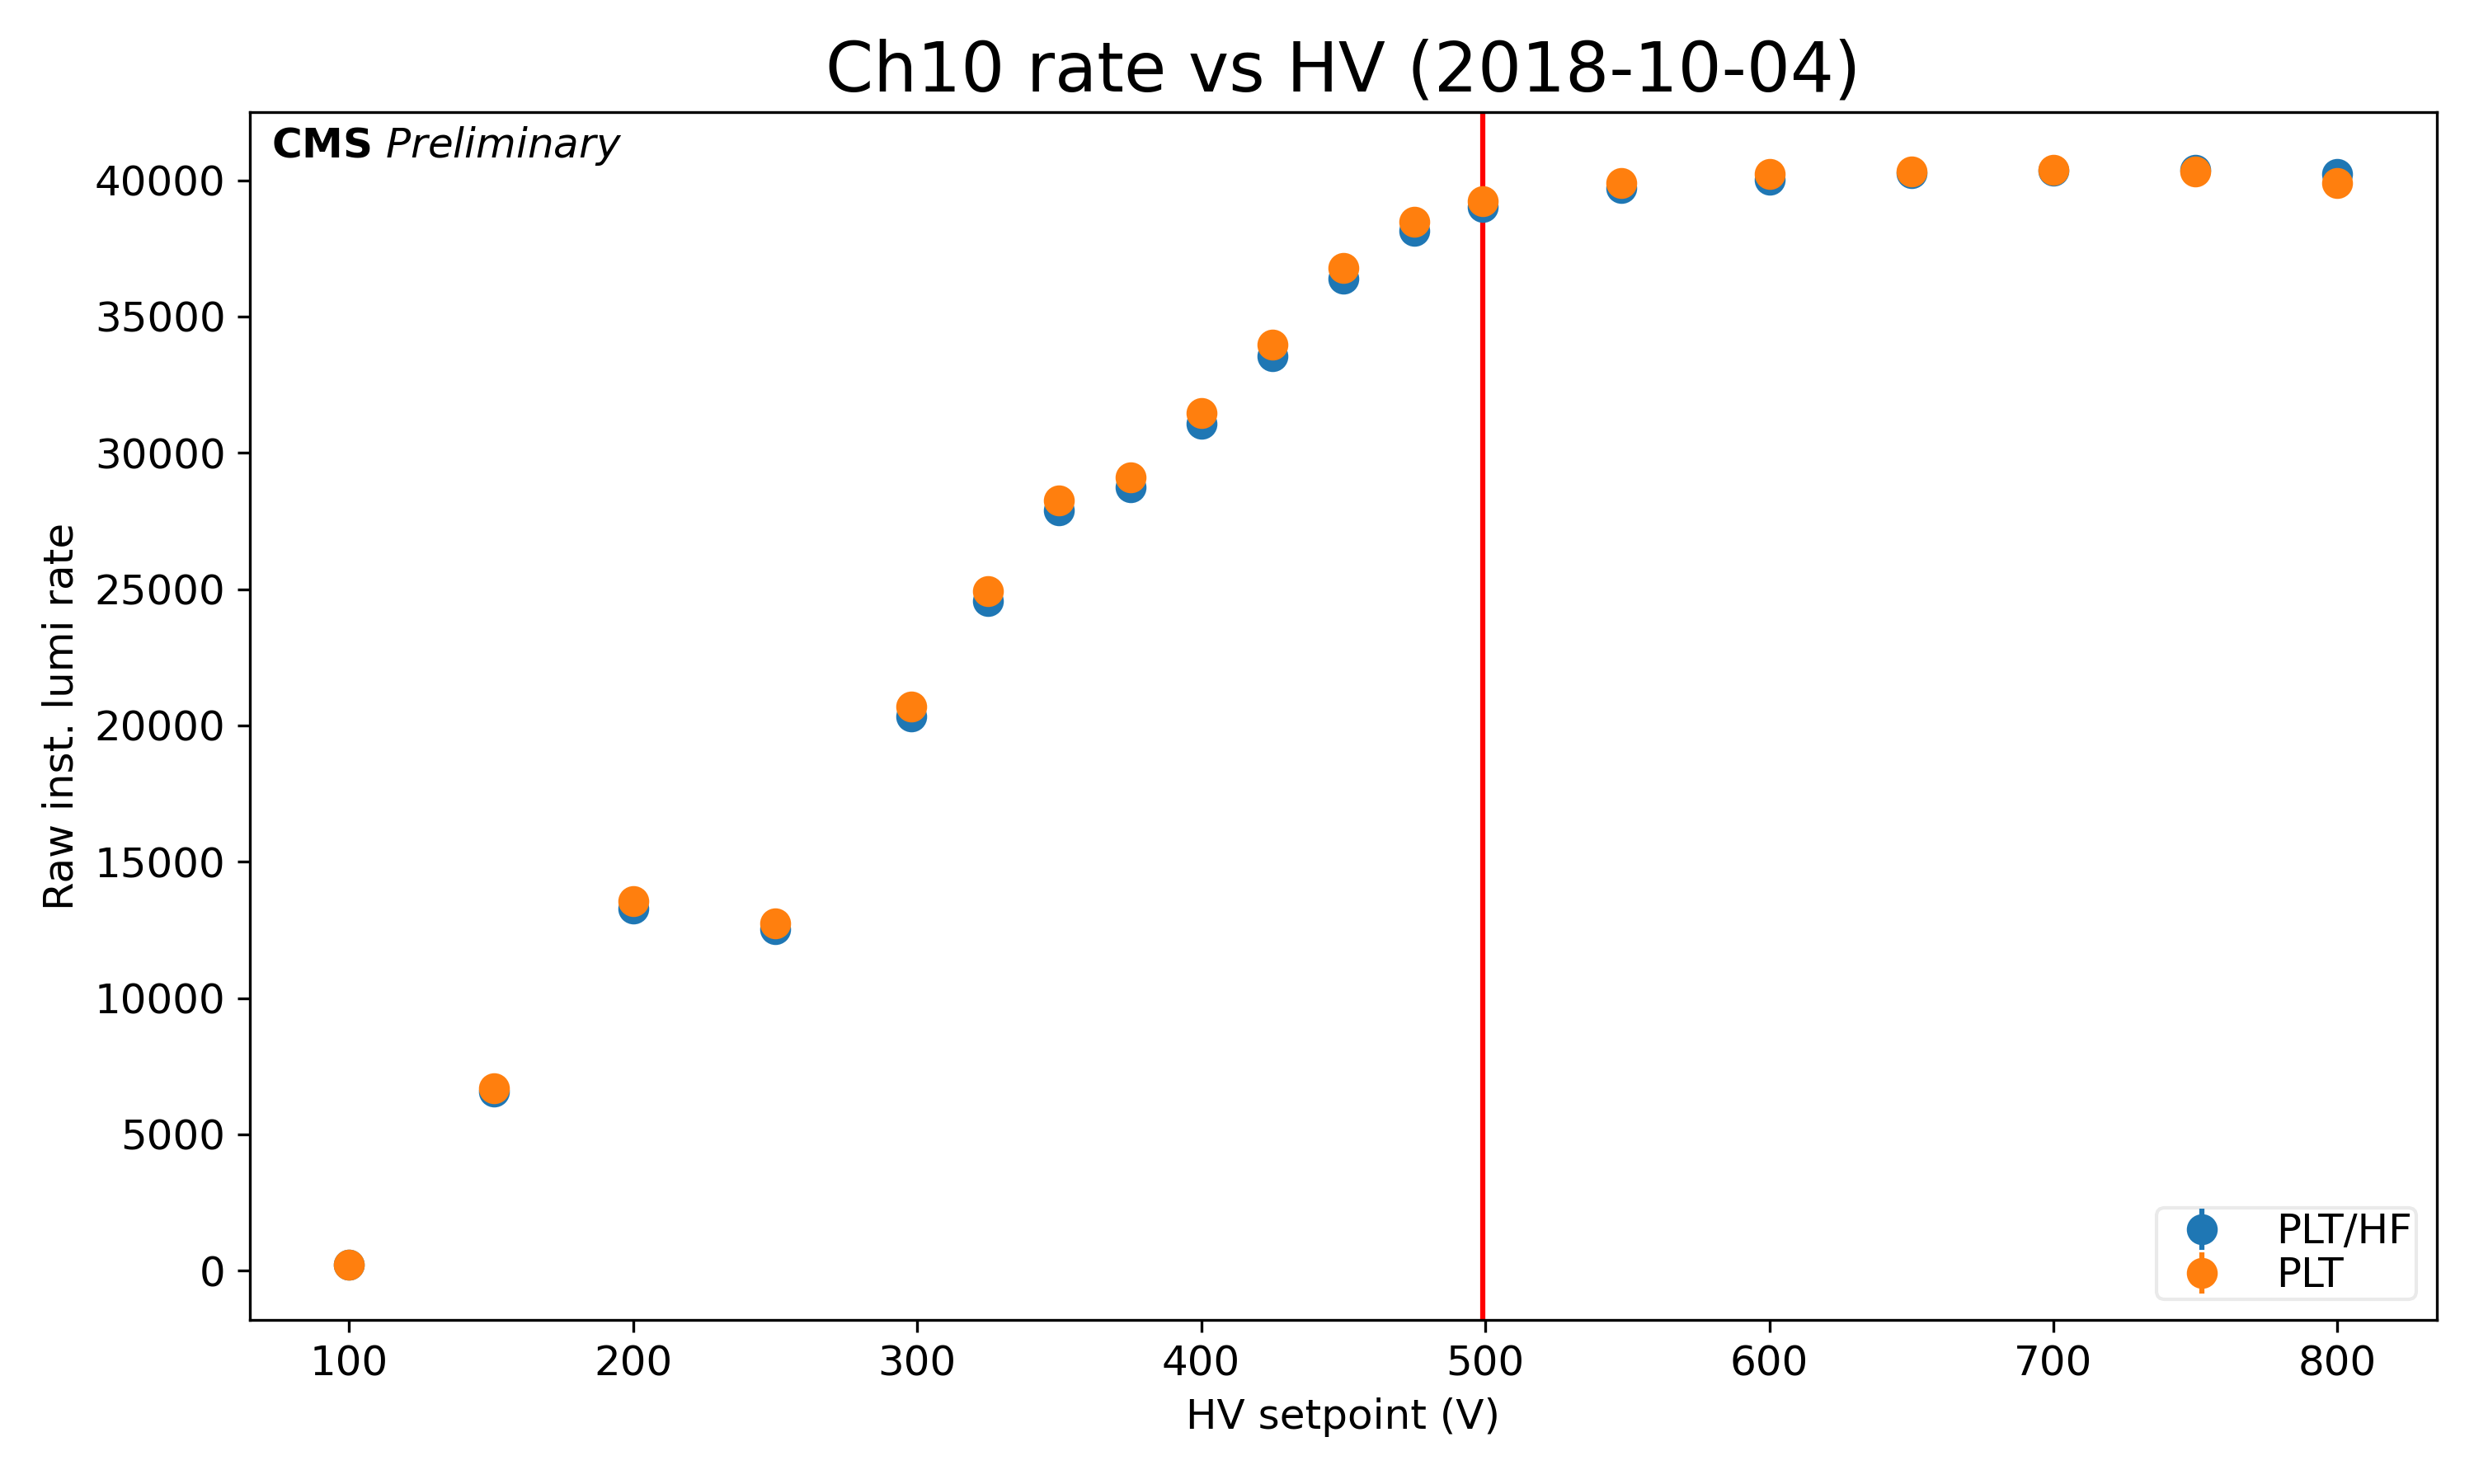 Ch10 rate vs HV (2018-10-04)
CMS Preliminary
40000
35000
30000
25000
20000
15000
10000
5000
0
Raw inst. lumi rate
PLT/HF
PLT
100 200 300 400 500 600 700 800
HV setpoint (V)